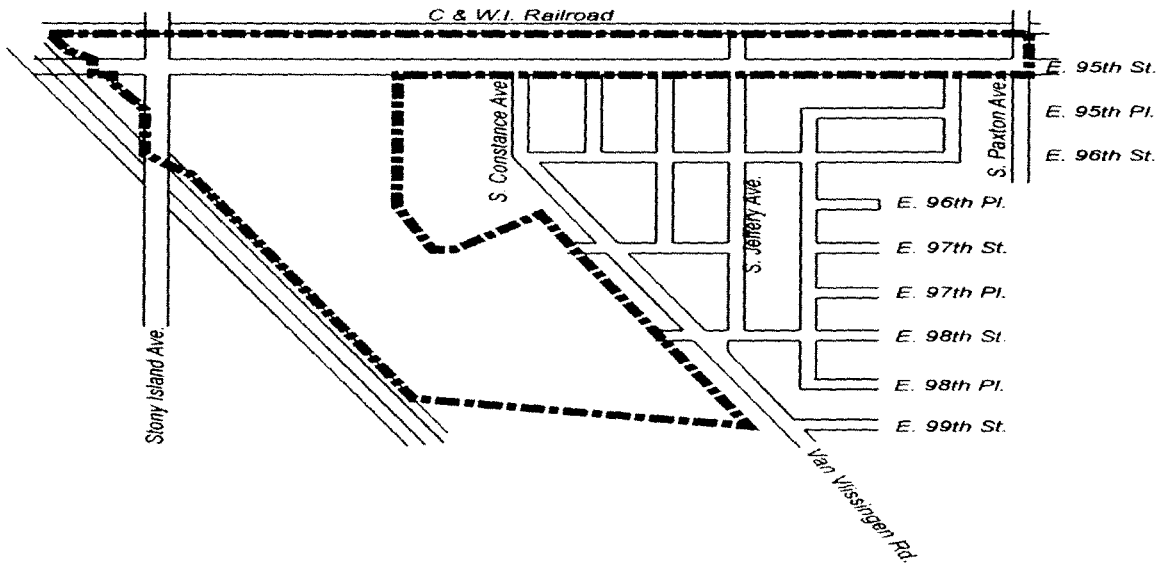 C & W.I. Railroad
E. 95th St.
E. 95th Pl.
S. Constance Ave.
S. Paxton Ave.
E. 96th St.
E. 96th Pl.
S. Jeffery Ave.
E. 97th St.
E. 97th Pl.
E. 98th St.
Stony Island Ave.
E. 98th Pl.
E. 99th St.
Van Vlissingen Rd.